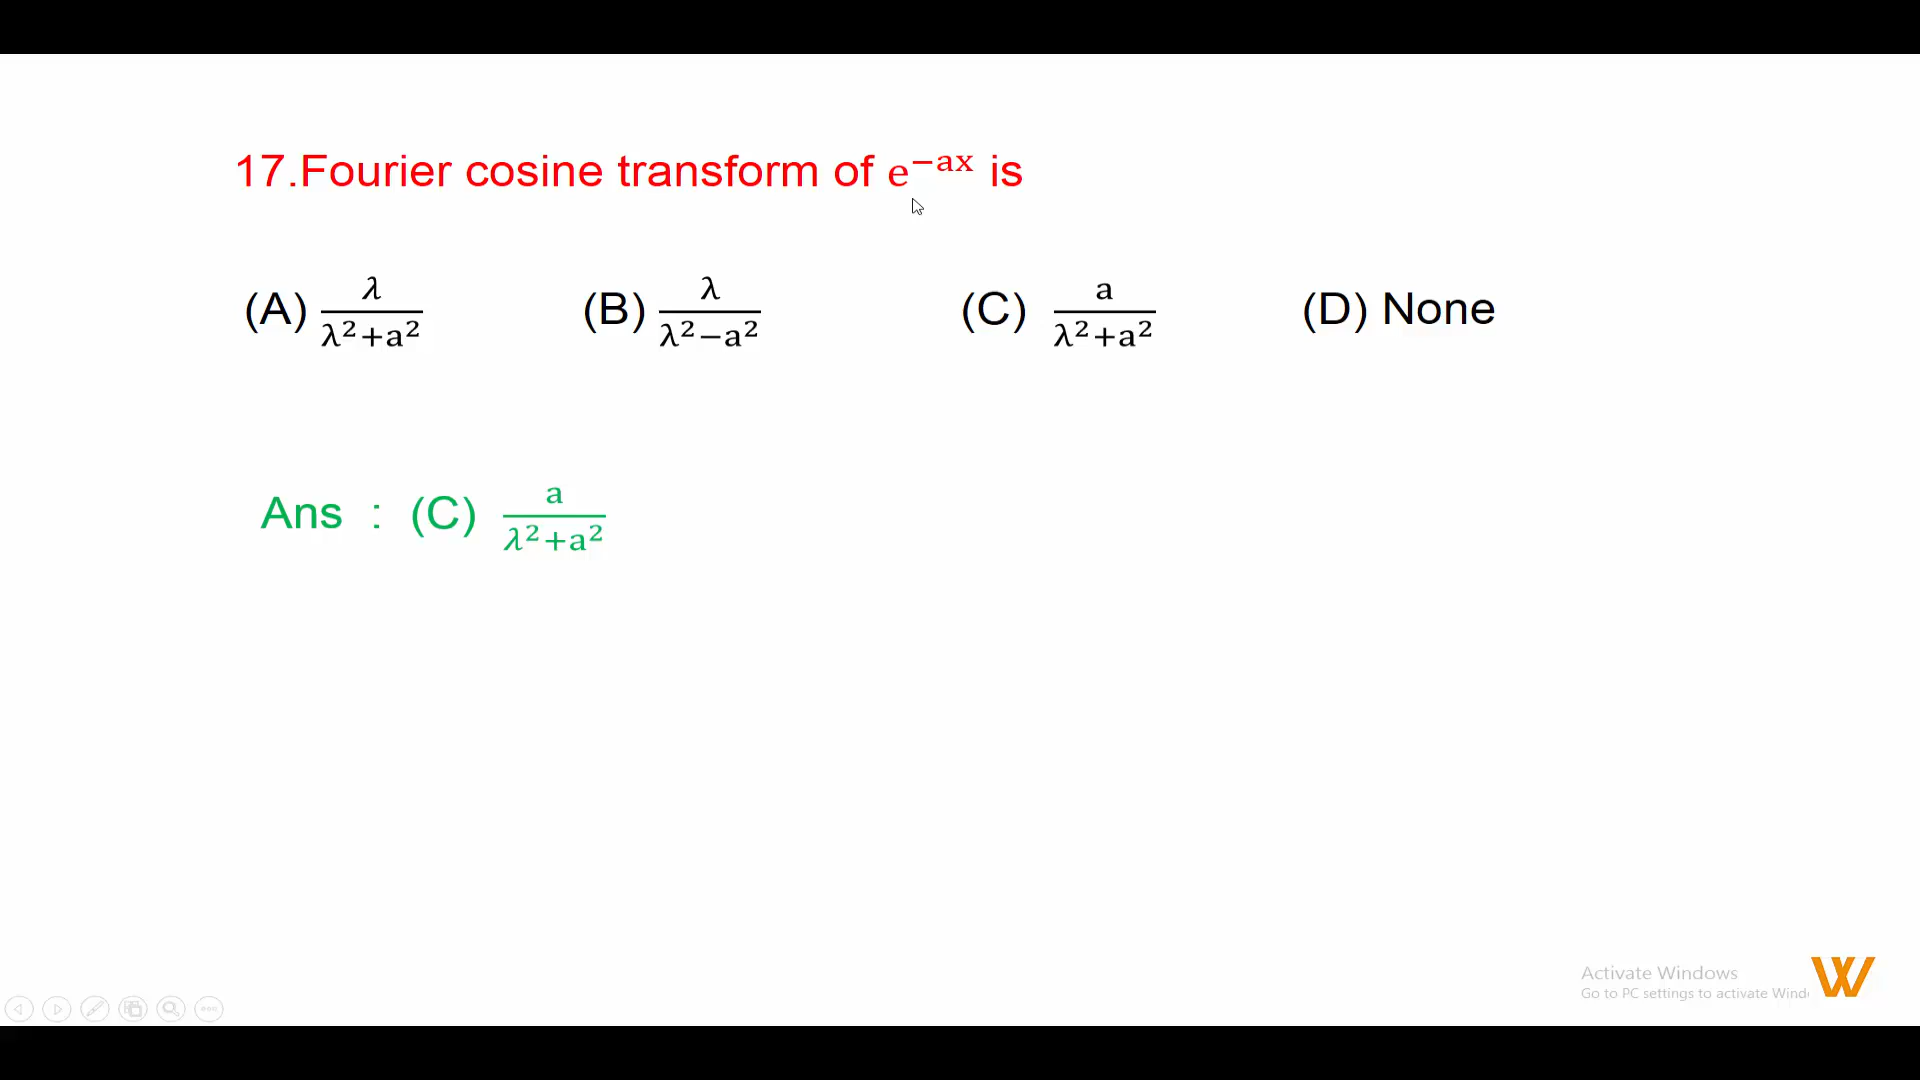 17.Fourier cosine transform of e⁻ᵃˣ is
(A) λ/(λ²+a²) (B) λ/(λ²−a²) (C) a/(λ²+a²) (D) None
Ans : (C) a/(λ²+a²)
Activate Windows
Go to PC settings to activate Wind
W